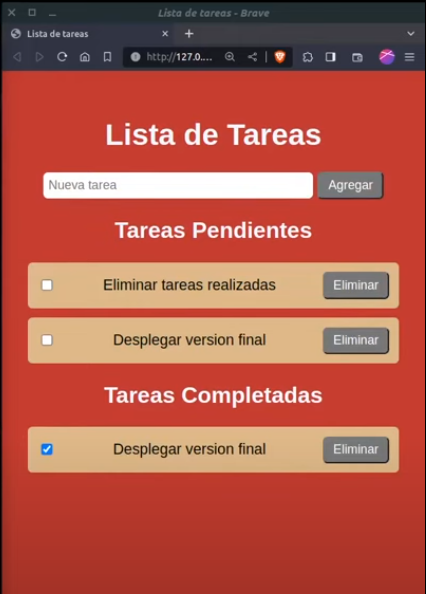 Lista de tareas - Brave
Lista de tareas
http://127.0....
Lista de Tareas
Nueva tarea
Agregar
Tareas Pendientes
Eliminar tareas realizadas
Eliminar
Desplegar version final
Eliminar
Tareas Completadas
Desplegar version final
Eliminar